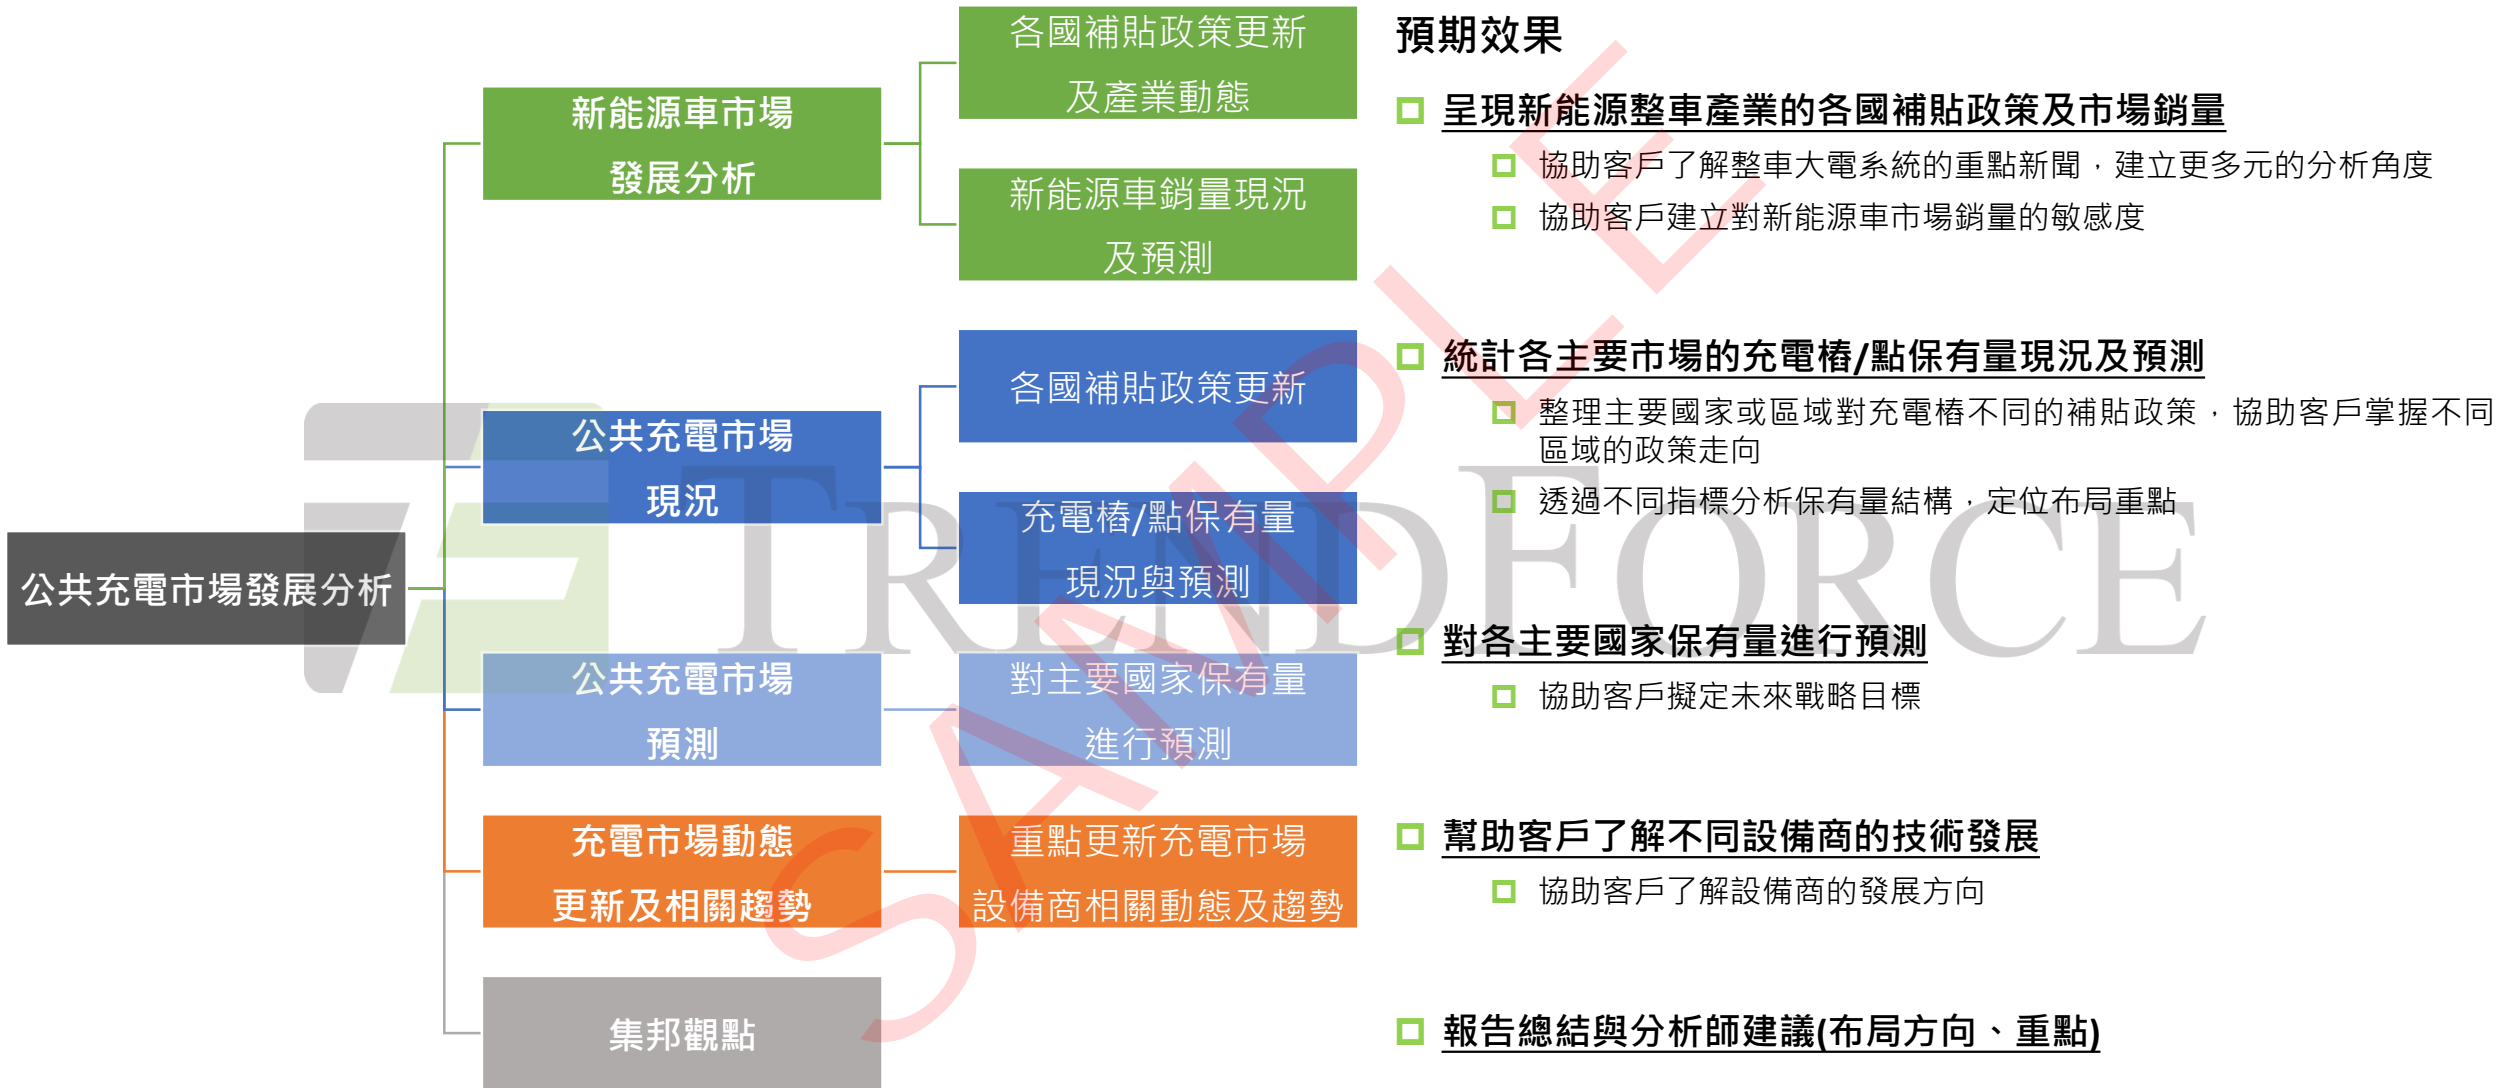 公共充電市場發展分析
新能源車市場
發展分析
各國補貼政策更新
及產業動態
新能源車銷量現況
及預測
公共充電市場
現況
各國補貼政策更新
充電樁/點保有量
現況與預測
公共充電市場
預測
對主要國家保有量
進行預測
充電市場動態
更新及相關趨勢
重點更新充電市場
設備商相關動態及趨勢
集邦觀點
預期效果
呈現新能源整車產業的各國補貼政策及市場銷量
協助客戶了解整車大電系統的重點新聞，建立更多元的分析角度
協助客戶建立對新能源車市場銷量的敏感度
統計各主要市場的充電樁/點保有量現況及預測
整理主要國家或區域對充電樁不同的補貼政策，協助客戶掌握不同
區域的政策走向
透過不同指標分析保有量結構，定位布局重點
對各主要國家保有量進行預測
協助客戶擬定未來戰略目標
幫助客戶了解不同設備商的技術發展
協助客戶了解設備商的發展方向
報告總結與分析師建議(布局方向、重點)
TRENDFORCE
SAMPLE